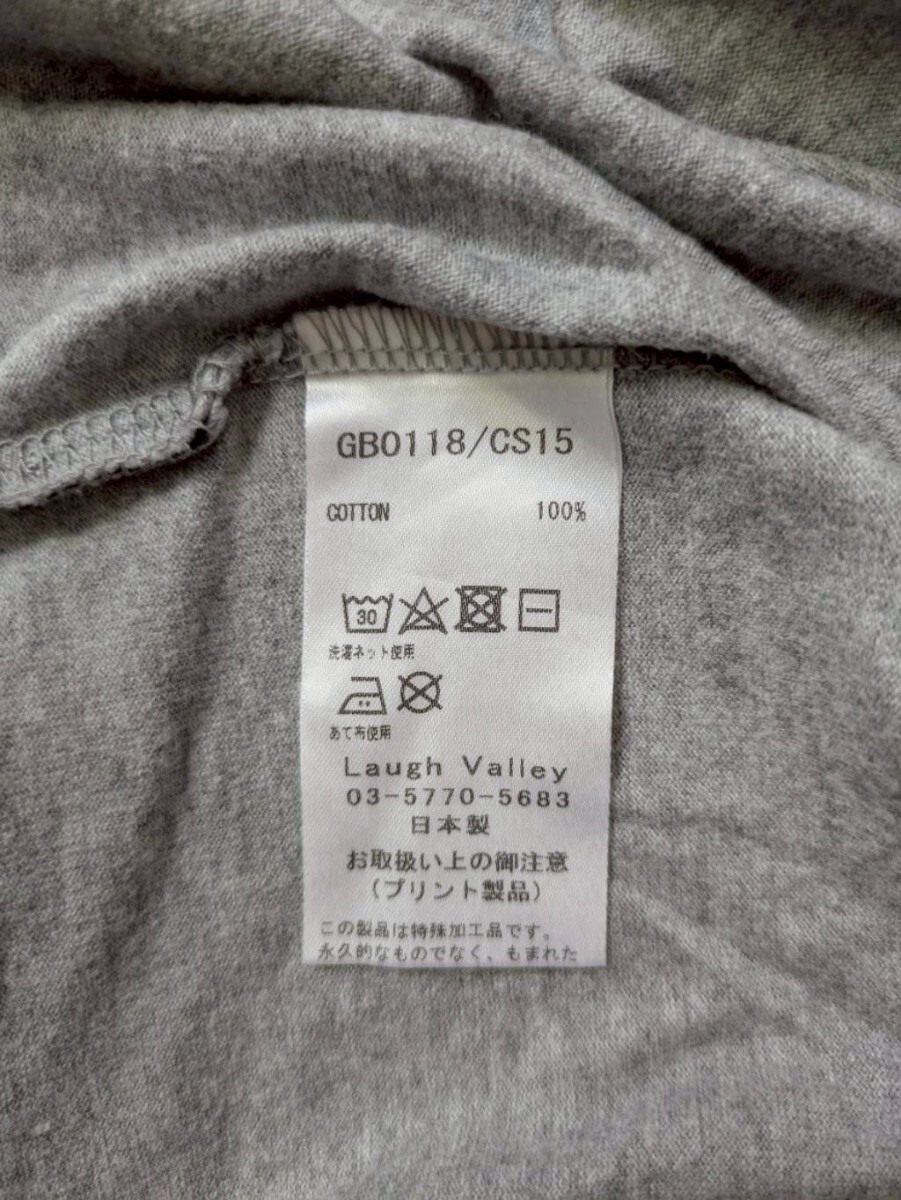 GB0118/CS15
COTTON 100%
30
洗濯ネット使用
あて布使用
Laugh Valley
03-5770-5683
日本製
お取扱い上の御注意
(プリント製品)
この製品は特殊加工品です。
永久的なものでなく、もまれた